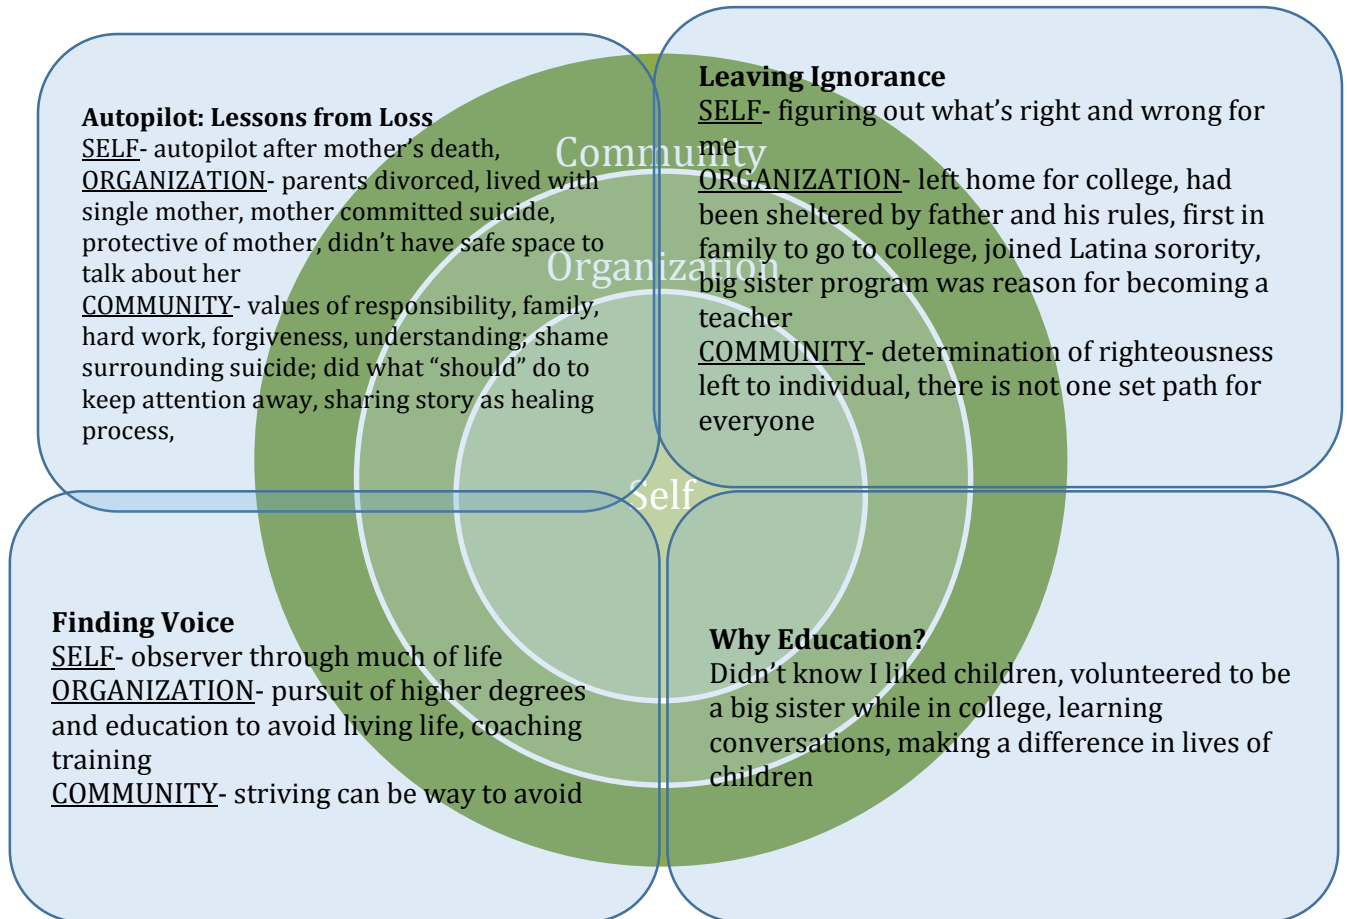 Autopilot: Lessons from Loss
SELF- autopilot after mother’s death,
ORGANIZATION- parents divorced, lived with
single mother, mother committed suicide,
protective of mother, didn’t have safe space to
talk about her
COMMUNITY- values of responsibility, family,
hard work, forgiveness, understanding; shame
surrounding suicide; did what “should” do to
keep attention away, sharing story as healing
process,
Leaving Ignorance
SELF- figuring out what’s right and wrong for
me
ORGANIZATION- left home for college, had
been sheltered by father and his rules, first in
family to go to college, joined Latina sorority,
big sister program was reason for becoming a
teacher
COMMUNITY- determination of righteousness
left to individual, there is not one set path for
everyone
Community
Organization
Self
Finding Voice
SELF- observer through much of life
ORGANIZATION- pursuit of higher degrees
and education to avoid living life, coaching
training
COMMUNITY- striving can be way to avoid
Why Education?
Didn’t know I liked children, volunteered to be
a big sister while in college, learning
conversations, making a difference in lives of
children